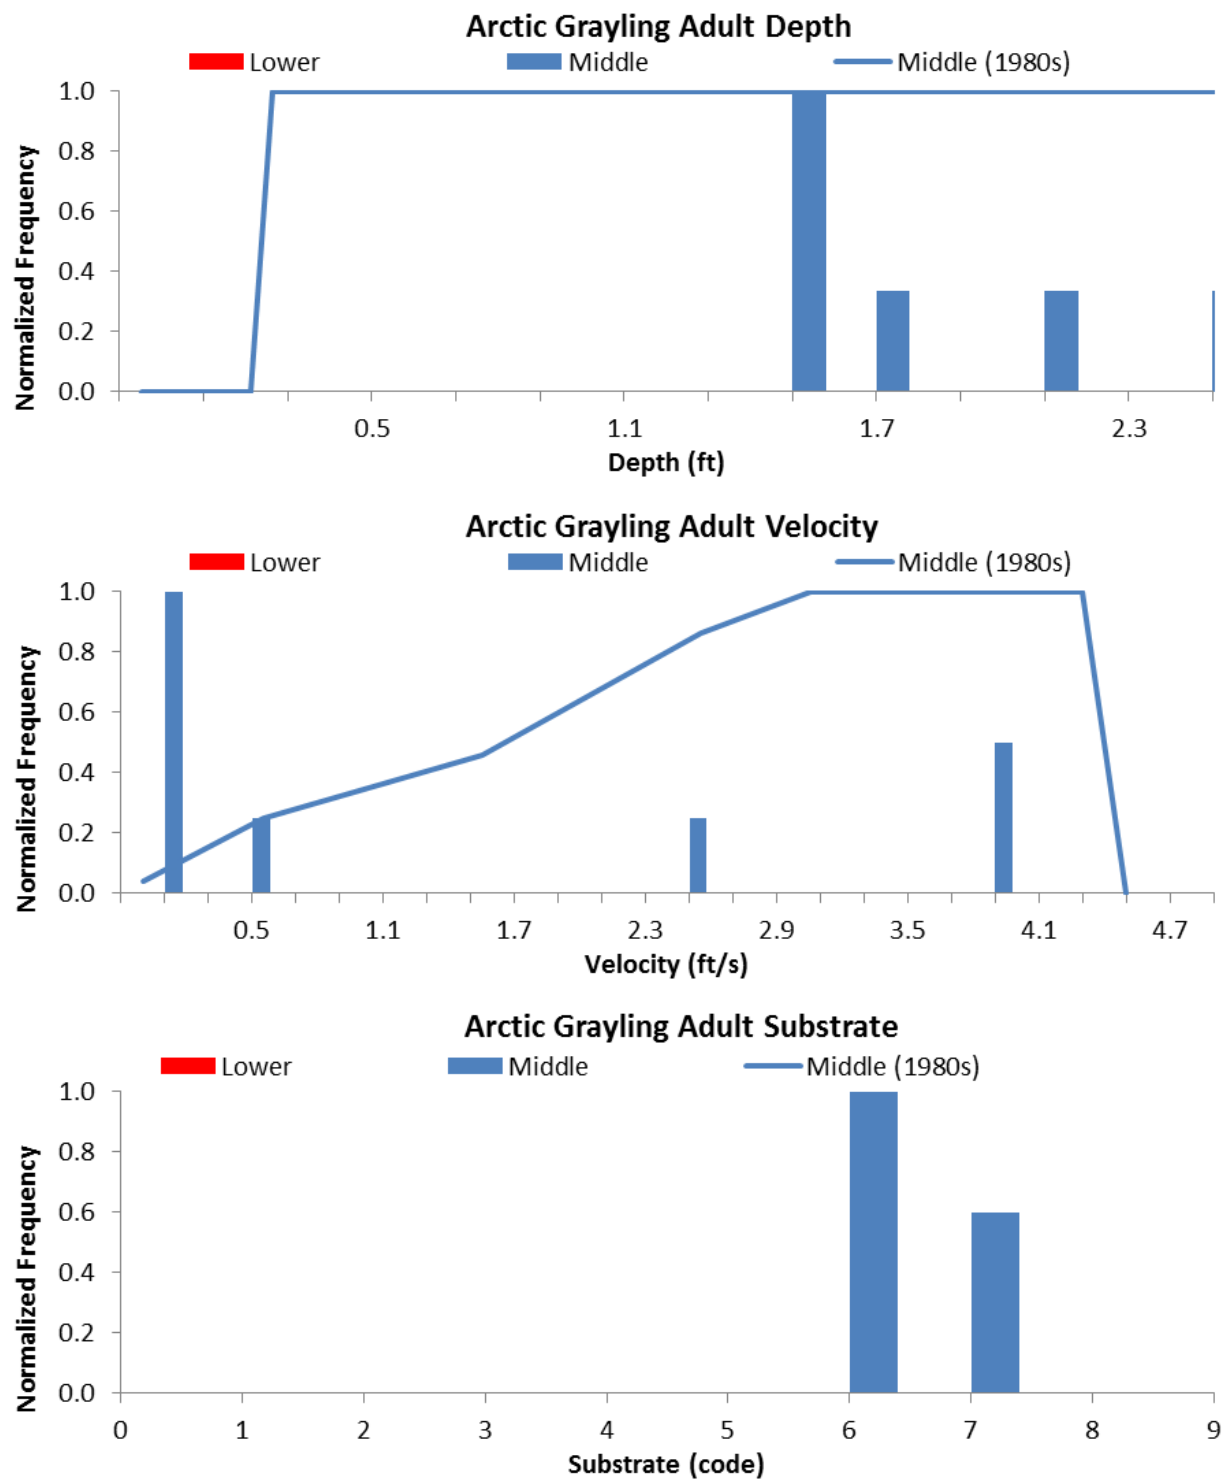 Arctic Grayling Adult Depth
Lower Middle Middle (1980s)
Normalized Frequency
1.0
0.8
0.6
0.4
0.2
0.0
0.5 1.1 1.7 2.3
Depth (ft)
Arctic Grayling Adult Velocity
Lower Middle Middle (1980s)
Normalized Frequency
1.0
0.8
0.6
0.4
0.2
0.0
0.5 1.1 1.7 2.3 2.9 3.5 4.1 4.7
Velocity (ft/s)
Arctic Grayling Adult Substrate
Lower Middle Middle (1980s)
Normalized Frequency
1.0
0.8
0.6
0.4
0.2
0.0
0 1 2 3 4 5 6 7 8 9
Substrate (code)